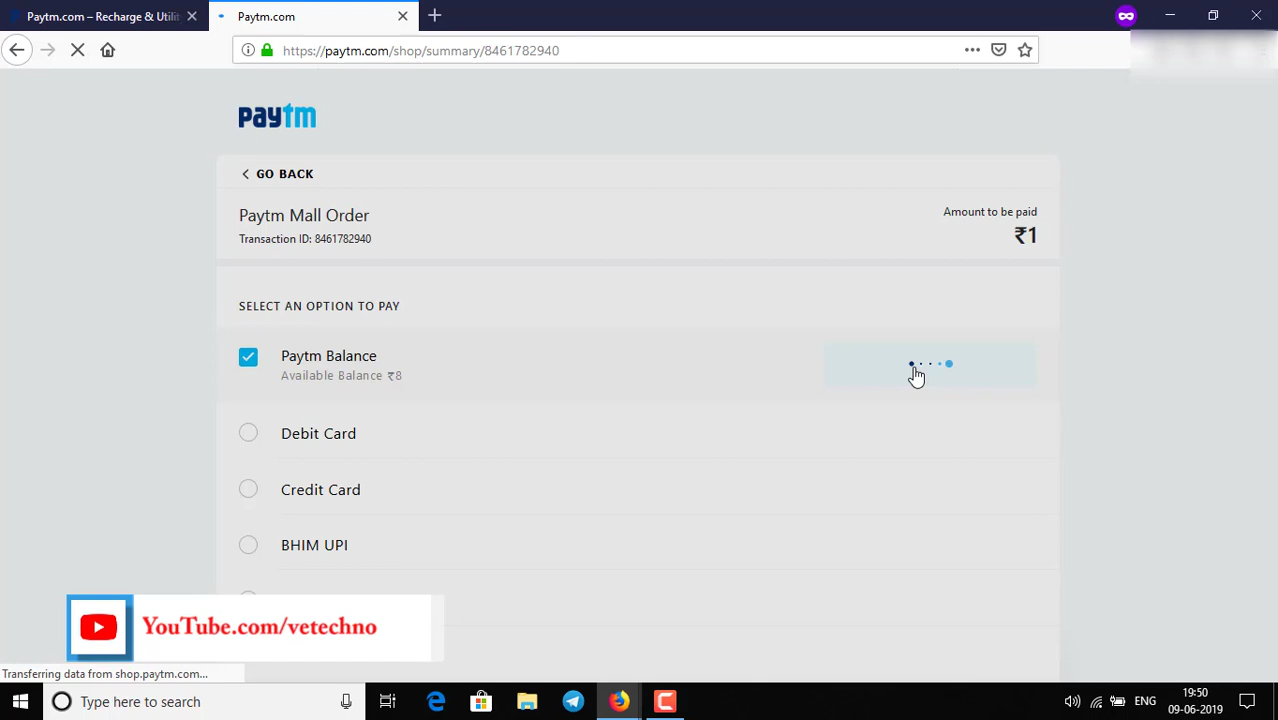 Paytm.com – Recharge & Utilit
Paytm.com
https://paytm.com/shop/summary/8461782940
paytm
GO BACK
Paytm Mall Order
Transaction ID: 8461782940
Amount to be paid
₹1
SELECT AN OPTION TO PAY
Paytm Balance
Available Balance ₹8
Debit Card
Credit Card
BHIM UPI
YouTube.com/vetechno
Transferring data from shop.paytm.com...
Type here to search
ENG
19:50
09-06-2019